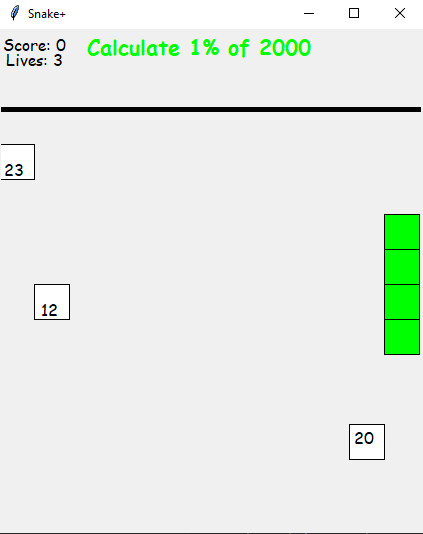 Snake+
Score: 0
Lives: 3
Calculate 1% of 2000
23
12
20